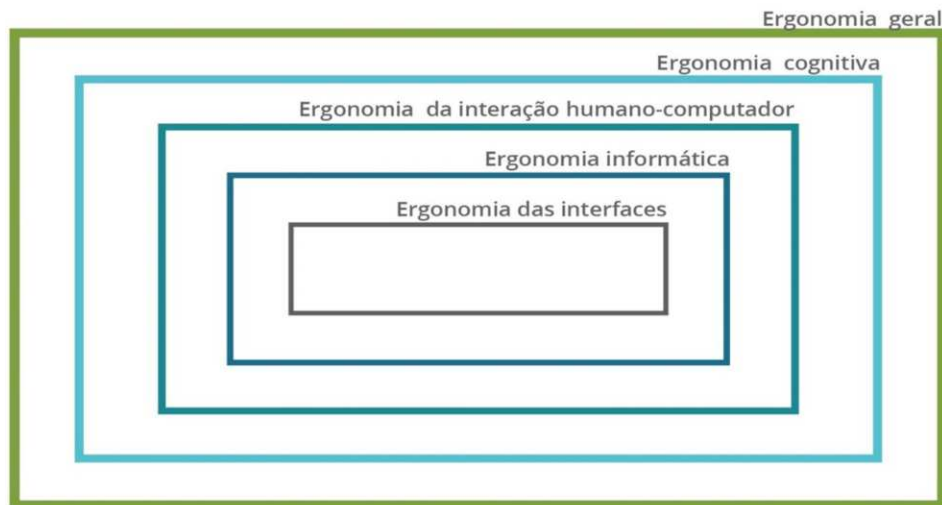 Ergonomia geral
Ergonomia cognitiva
Ergonomia da interação humano-computador
Ergonomia informática
Ergonomia das interfaces